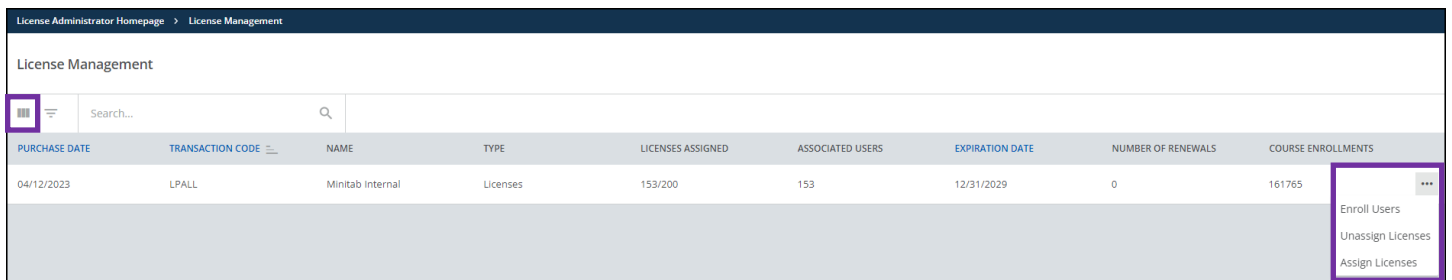 License Administrator Homepage > License Management
License Management
Search...
PURCHASE DATE TRANSACTION CODE NAME TYPE LICENSES ASSIGNED ASSOCIATED USERS EXPIRATION DATE NUMBER OF RENEWALS COURSE ENROLLMENTS
04/12/2023 LPALL Minitab Internal Licenses 153/200 153 12/31/2029 0 161765 •••
Enroll Users
Unassign Licenses
Assign Licenses